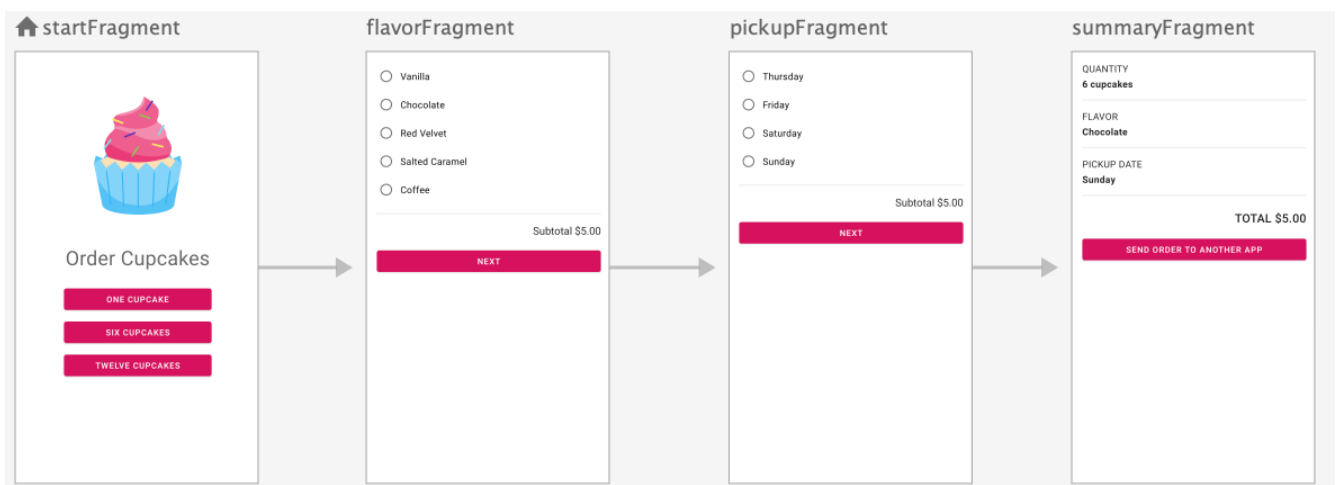 startFragment
Order Cupcakes
ONE CUPCAKE
SIX CUPCAKES
TWELVE CUPCAKES
flavorFragment
Vanilla
Chocolate
Red Velvet
Salted Caramel
Coffee
Subtotal $5.00
NEXT
pickupFragment
Thursday
Friday
Saturday
Sunday
Subtotal $5.00
NEXT
summaryFragment
QUANTITY
6 cupcakes
FLAVOR
Chocolate
PICKUP DATE
Sunday
TOTAL $5.00
SEND ORDER TO ANOTHER APP